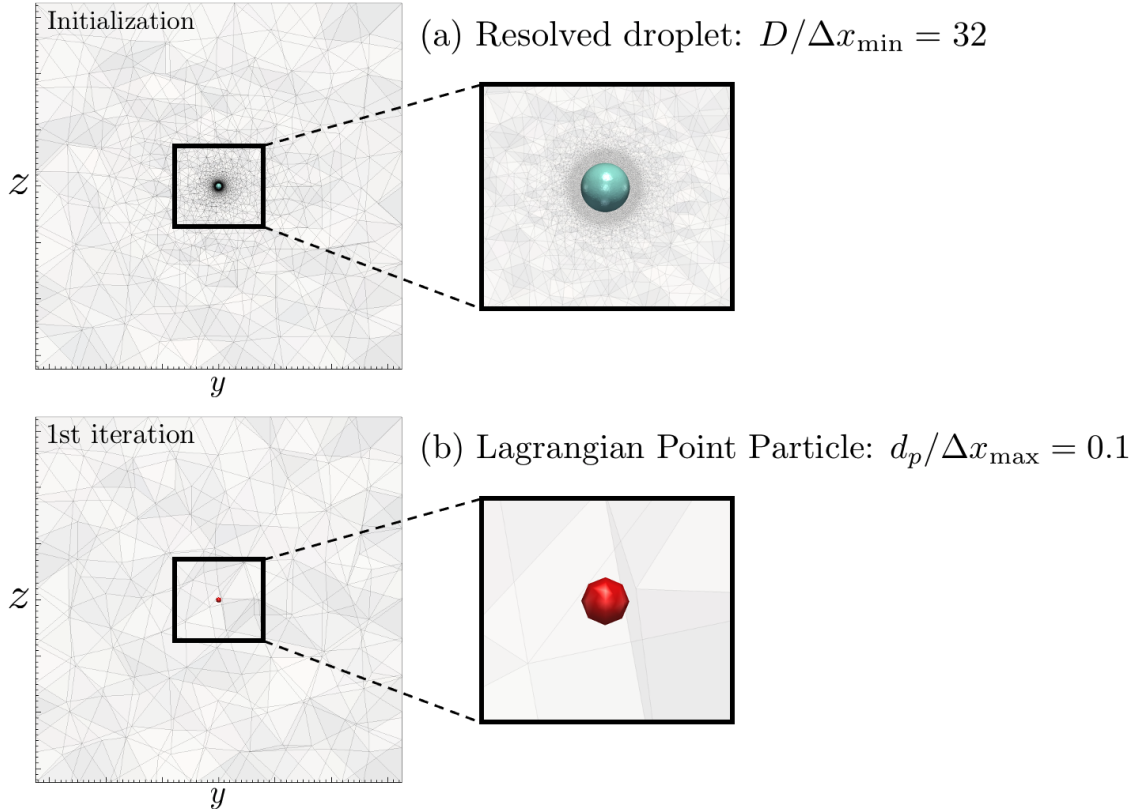 Initialization
(a) Resolved droplet: D/Δx_min = 32
z
y
1st iteration
(b) Lagrangian Point Particle: d_p/Δx_max = 0.1
z
y